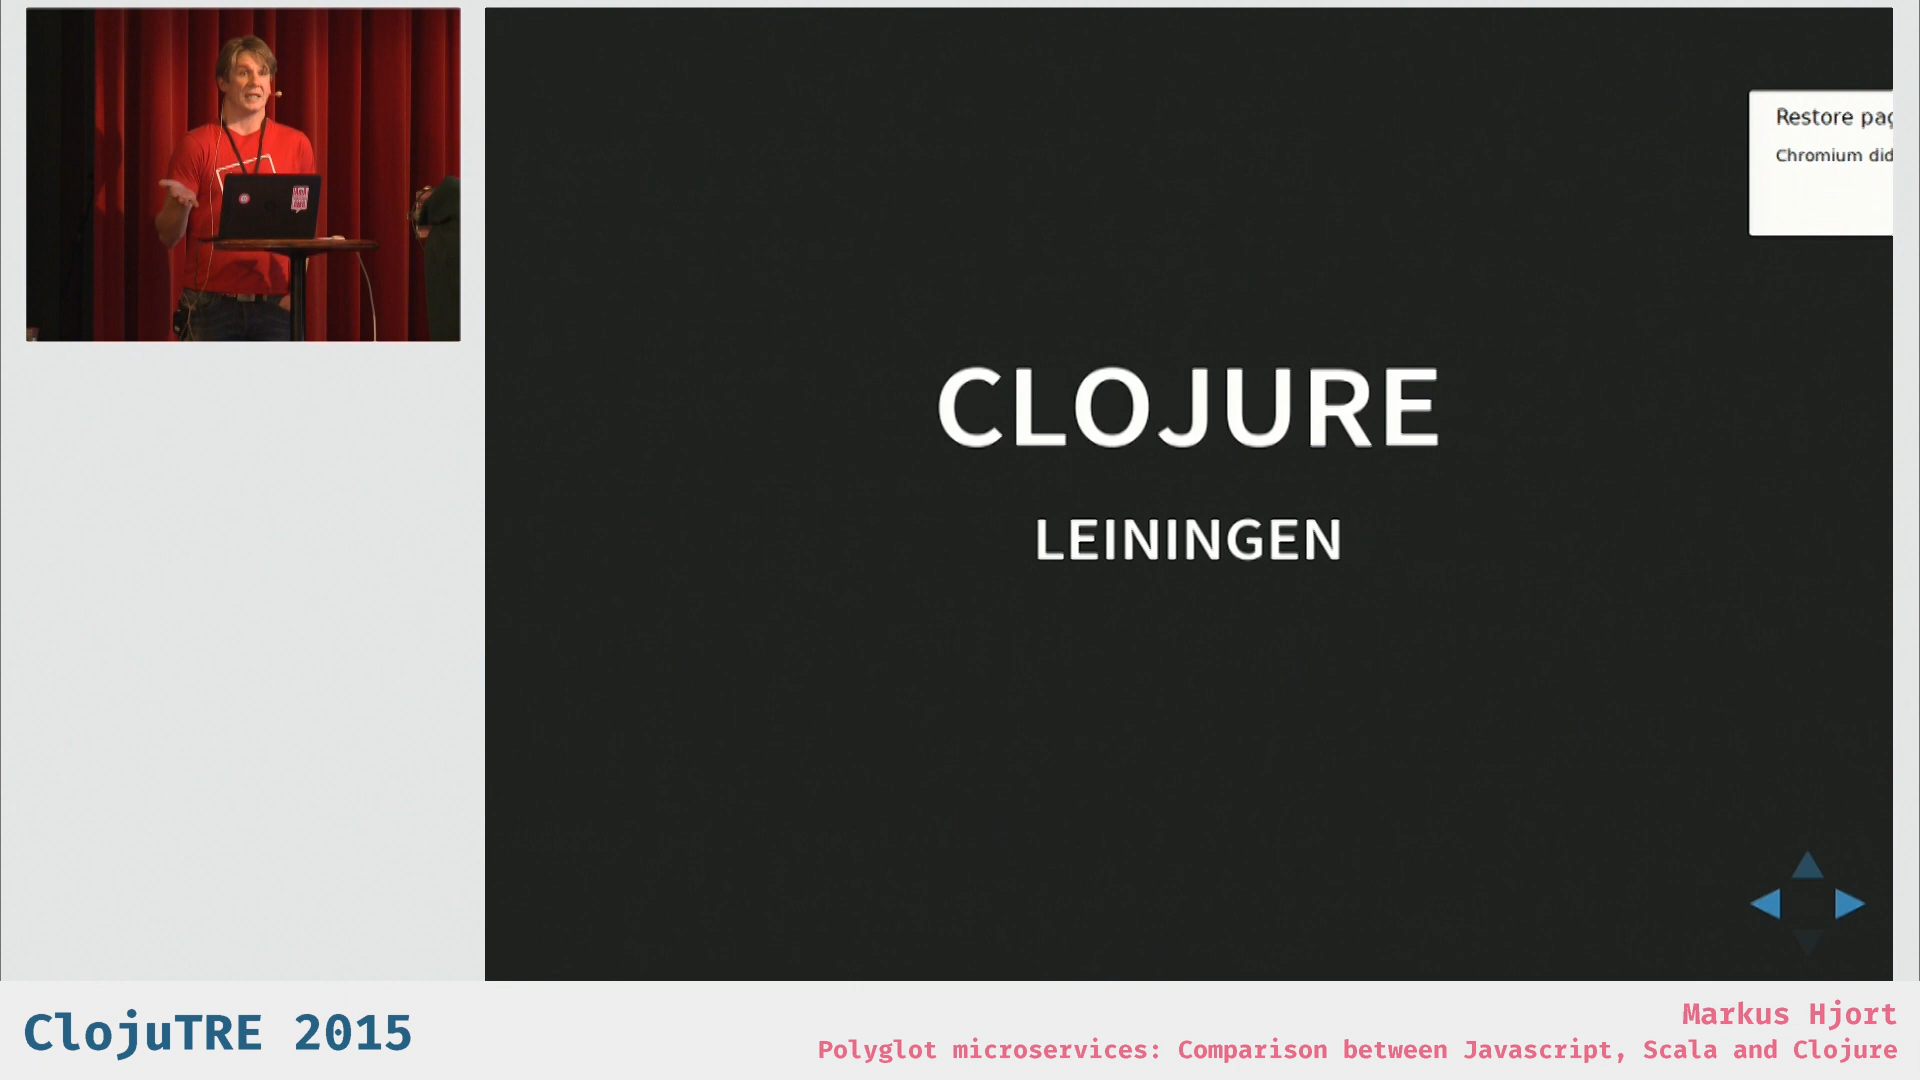 Restore pag
Chromium did
CLOJURE
LEININGEN
ClojuTRE 2015
Markus Hjort
Polyglot microservices: Comparison between Javascript, Scala and Clojure